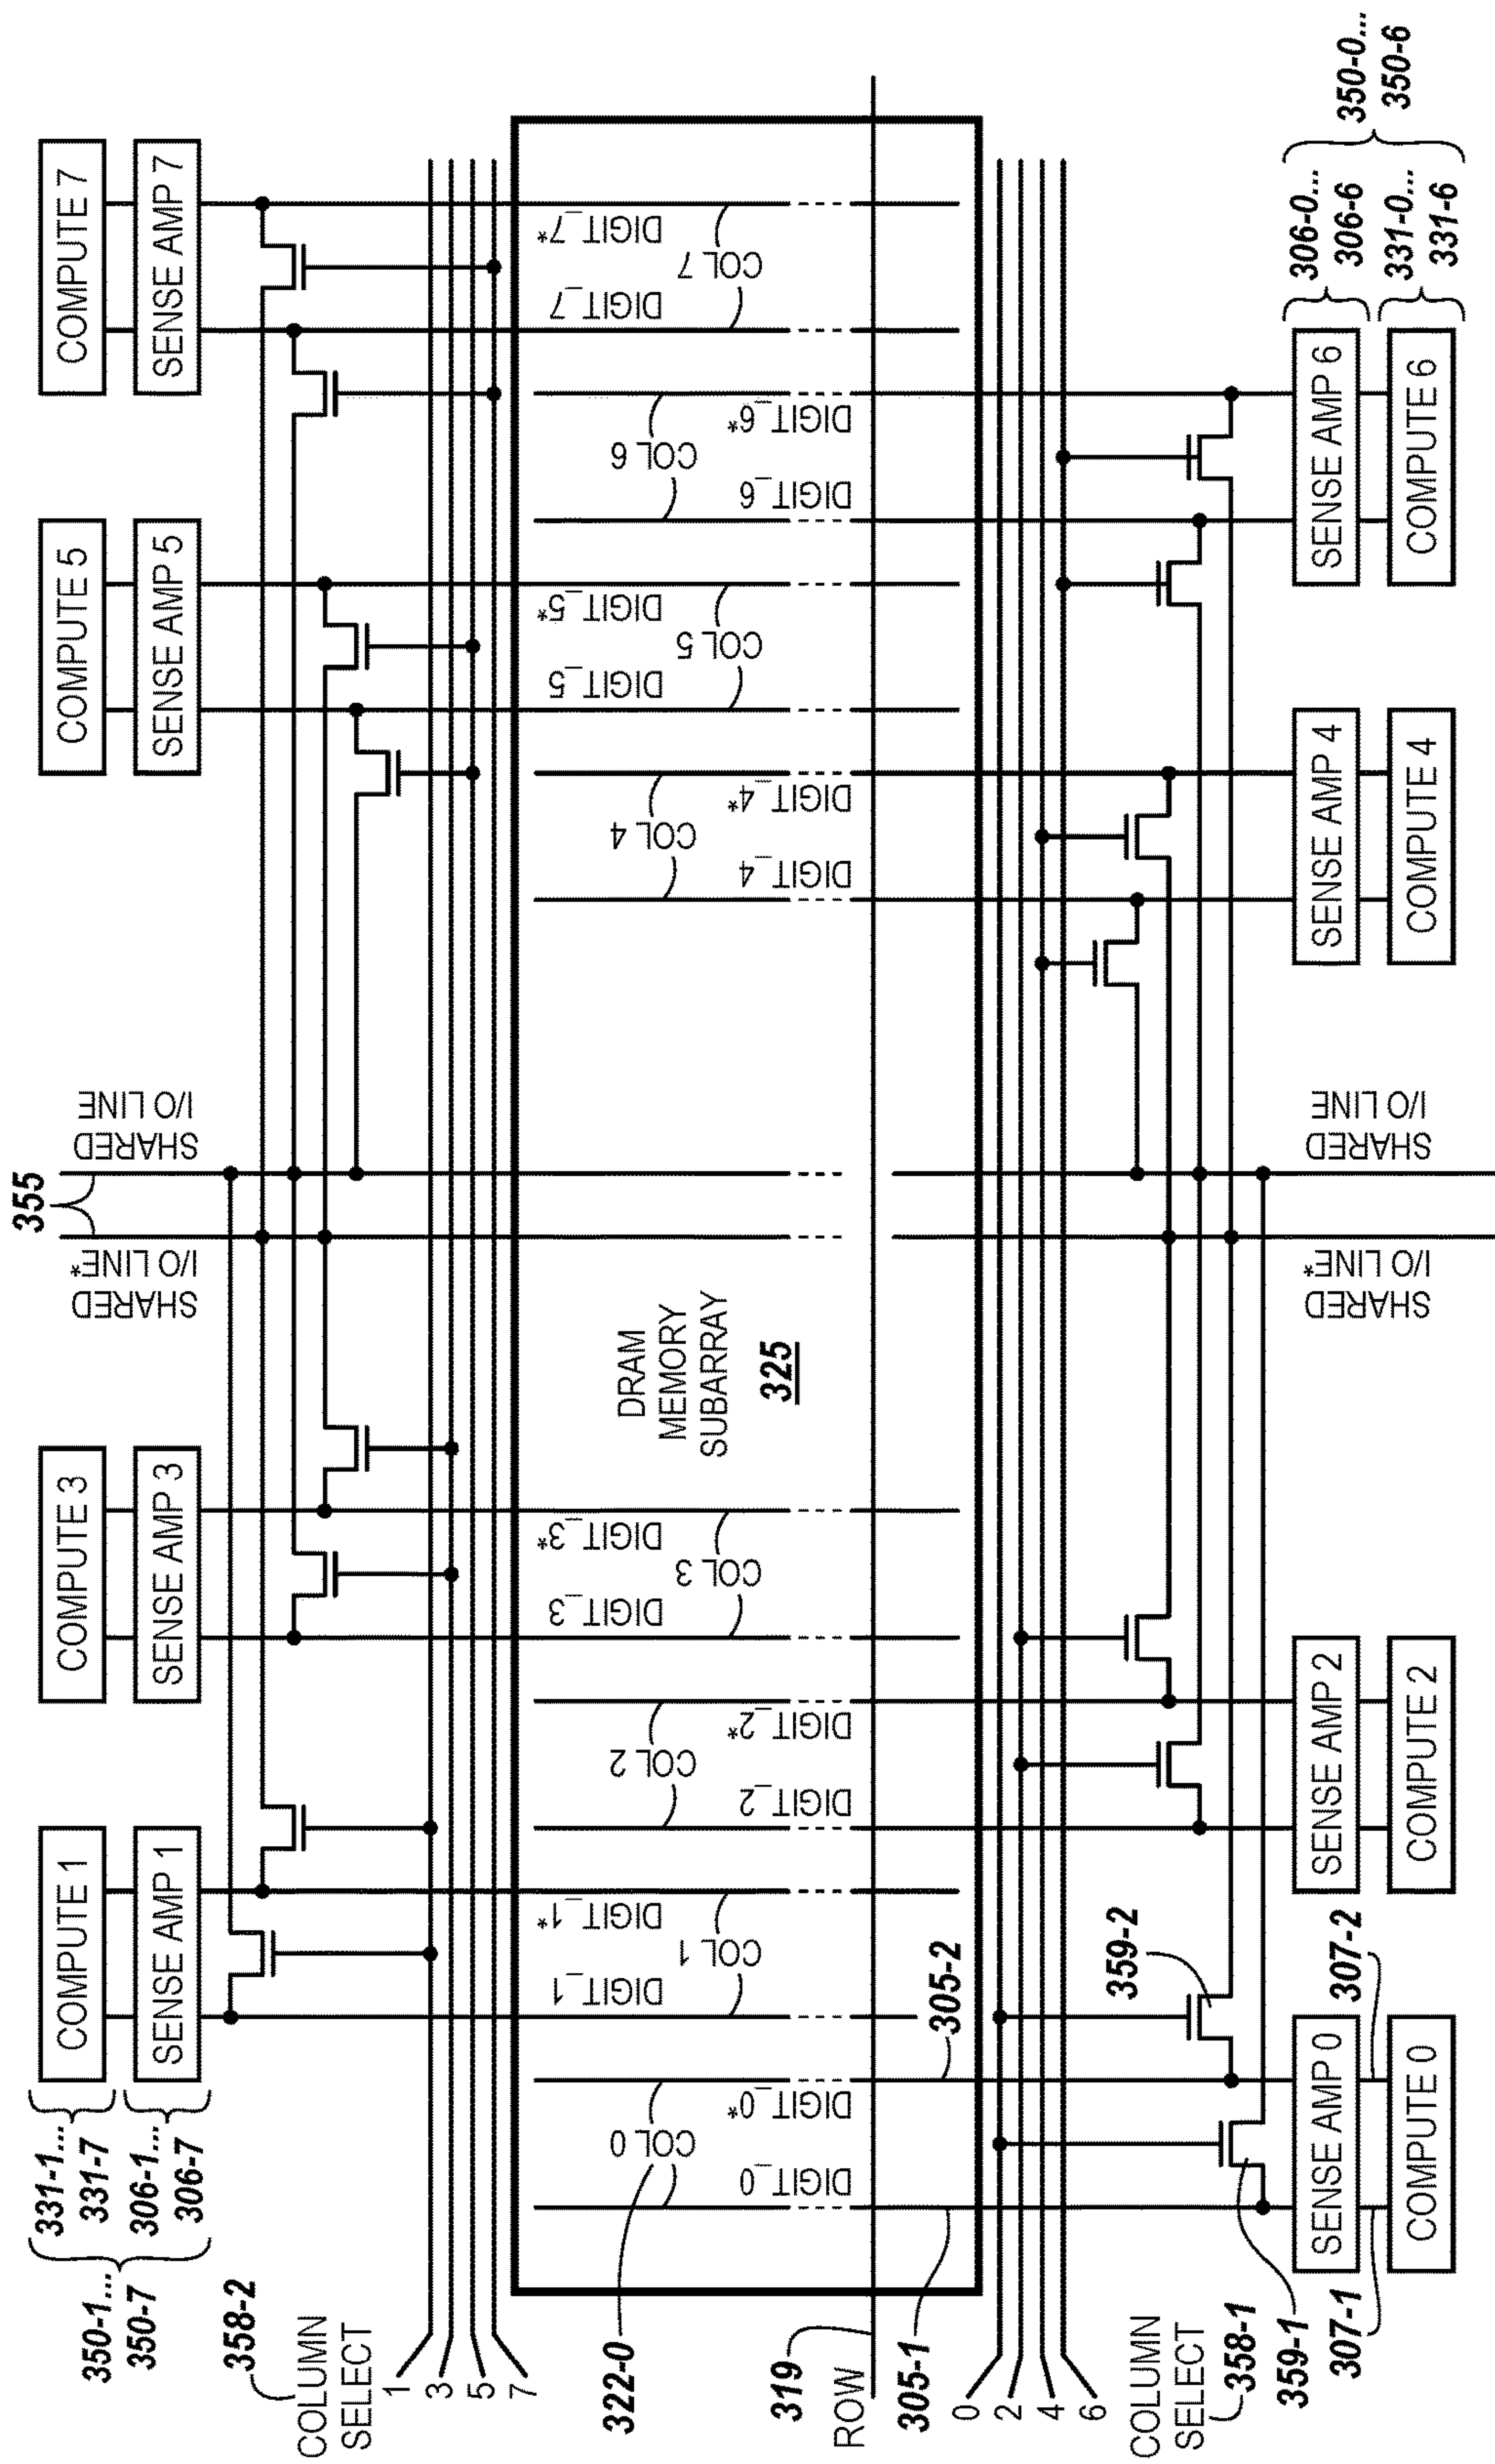 350-1...
350-7
331-1...
331-7
306-1...
306-7
COMPUTE 1
SENSE AMP 1
COMPUTE 3
SENSE AMP 3
355
SHARED
I/O LINE*
SHARED
I/O LINE
COMPUTE 5
SENSE AMP 5
COMPUTE 7
SENSE AMP 7
358-2
COLUMN
SELECT
1
3
5
7
322-0
DIGIT_0
COL 0
DIGIT_0*
DIGIT_1
COL 1
DIGIT_1*
DIGIT_2
COL 2
DIGIT_2*
DIGIT_3
COL 3
DIGIT_3*
DRAM
MEMORY
SUBARRAY
325
DIGIT_4
COL 4
DIGIT_4*
DIGIT_5
COL 5
DIGIT_5*
DIGIT_6
COL 6
DIGIT_6*
DIGIT_7
COL 7
DIGIT_7*
319
ROW
305-1
305-2
0
2
4
6
COLUMN
SELECT
358-1
359-1
359-2
307-1
307-2
SENSE AMP 0
COMPUTE 0
SENSE AMP 2
COMPUTE 2
SHARED
I/O LINE*
SHARED
I/O LINE
SENSE AMP 4
COMPUTE 4
SENSE AMP 6
COMPUTE 6
306-0...
306-6
331-0...
331-6
350-0...
350-6